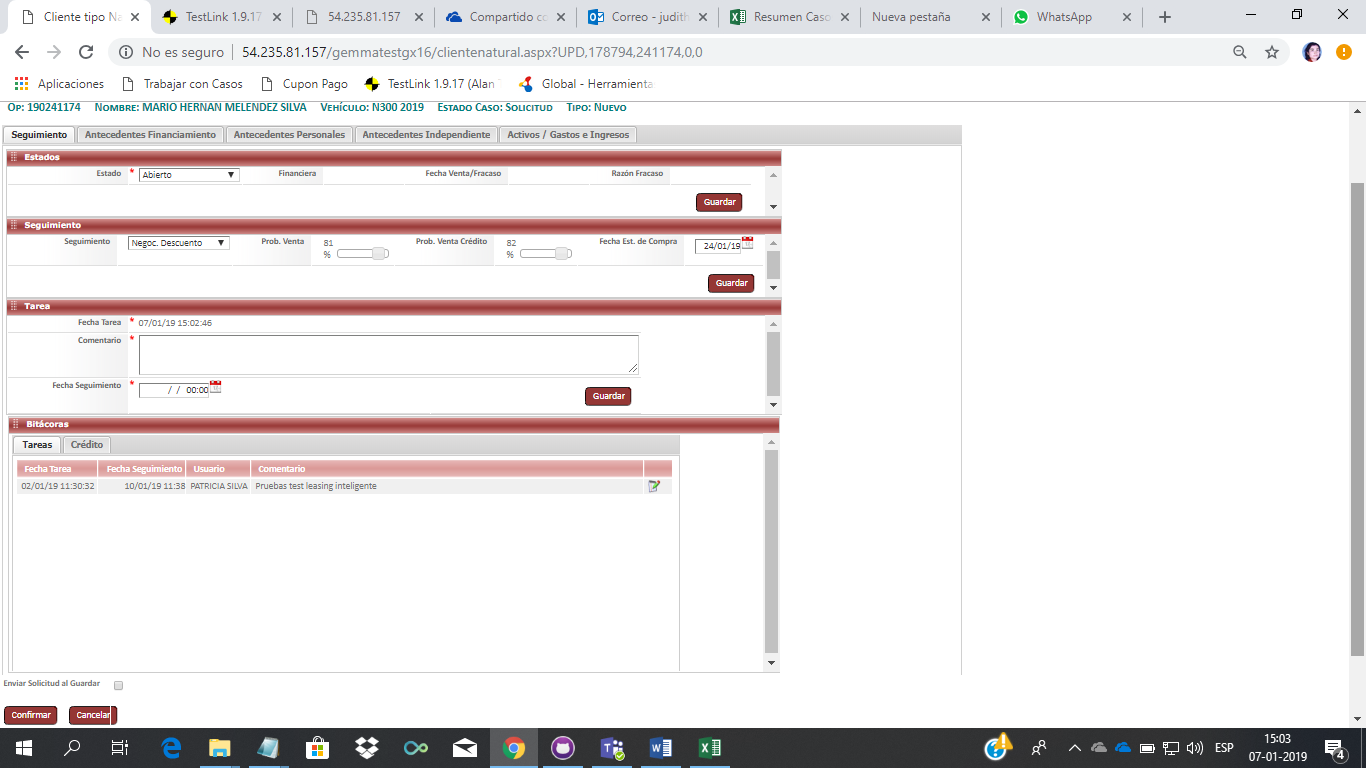 Cliente tipo Na
TestLink 1.9.17
54.235.81.157
Compartido co
Correo - judith
Resumen Caso
Nueva pestaña
WhatsApp
No es seguro | 54.235.81.157/gemmatestgx16/clientenatural.aspx?UPD,178794,241174,0,0
Aplicaciones Trabajar con Casos Cupon Pago TestLink 1.9.17 (Alan Global - Herramienta
Op: 190241174 Nombre: MARIO HERNAN MELENDEZ SILVA Vehículo: N300 2019 Estado Caso: Solicitud Tipo: Nuevo
Seguimiento Antecedentes Financiamiento Antecedentes Personales Antecedentes Independiente Activos / Gastos e Ingresos
Estados
Estado * Abierto Financiera Fecha Venta/Fracaso Razón Fracaso
Guardar
Seguimiento
Seguimiento Negoc. Descuento Prob. Venta 81 % Prob. Venta Crédito 82 % Fecha Est. de Compra 24/01/19
Guardar
Tarea
Fecha Tarea * 07/01/19 15:02:46
Comentario *
Fecha Seguimiento * / / 00:00
Guardar
Bitácoras
Tareas Crédito
Fecha Tarea Fecha Seguimiento Usuario Comentario
02/01/19 11:30:32 10/01/19 11:38 PATRICIA SILVA Pruebas test leasing inteligente
Enviar Solicitud al Guardar
Confirmar Cancelar
ESP
15:03
07-01-2019
4